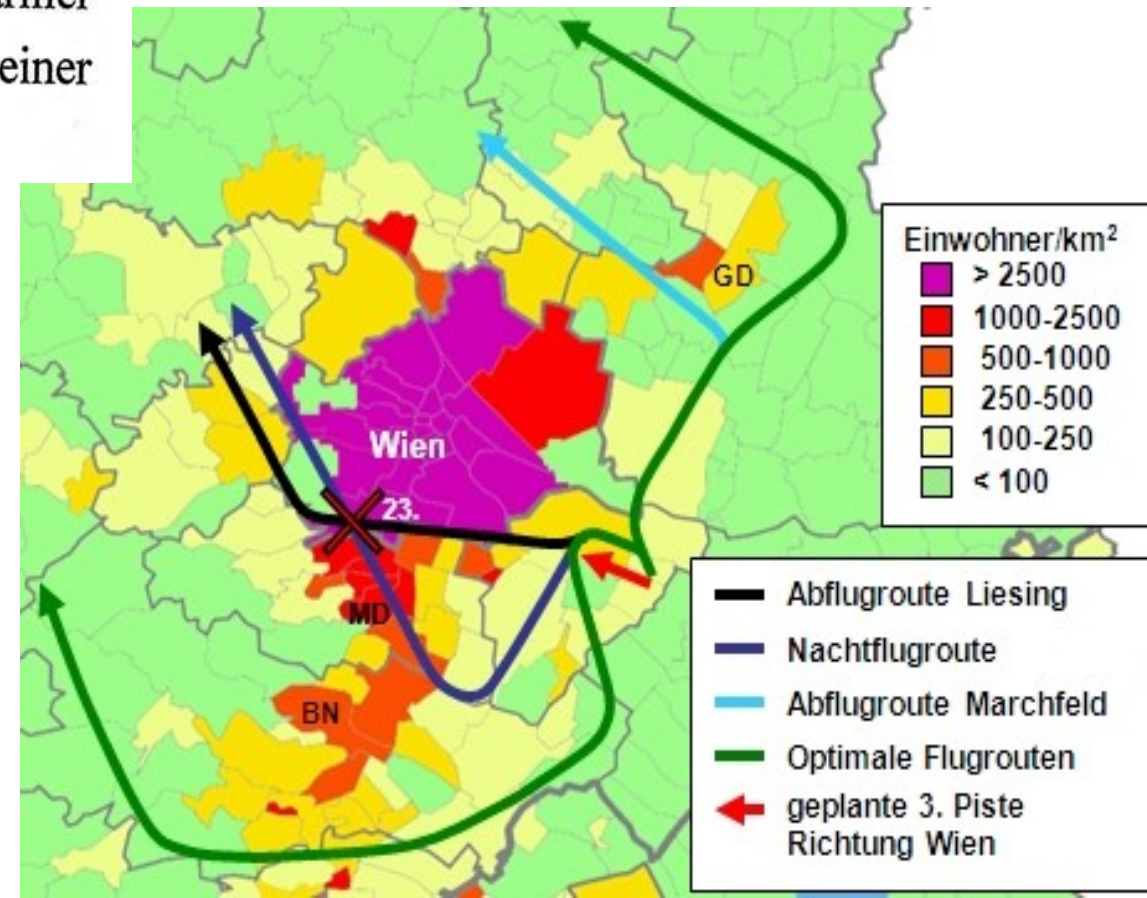 einer
GD
Wien
23.
MD
BN
Einwohner/km²
> 2500
1000-2500
500-1000
250-500
100-250
< 100
Abflugroute Liesing
Nachtflugroute
Abflugroute Marchfeld
Optimale Flugrouten
geplante 3. Piste
Richtung Wien